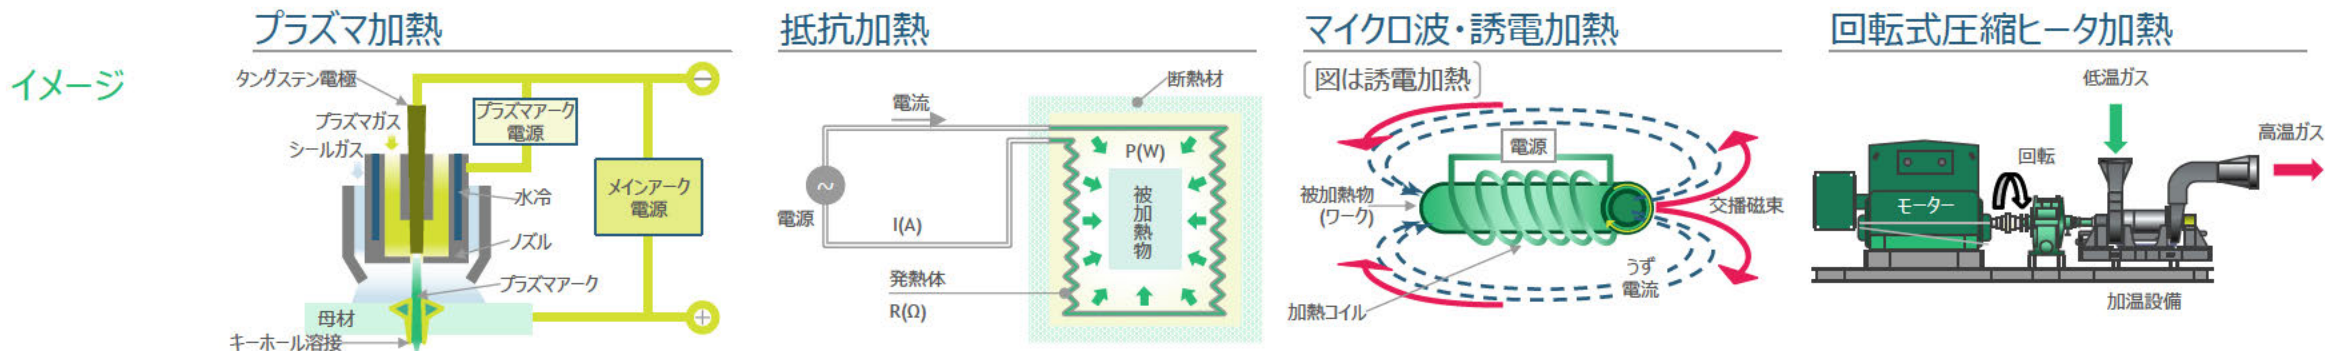 イメージ
プラズマ加熱
タングステン電極
プラズマガス
シールガス
プラズマアーク
電源
メインアーク
電源
水冷
ノズル
プラズマアーク
母材
キーホール溶接
−
+
抵抗加熱
断熱材
電流
P(W)
~
電源
被加熱物
I(A)
発熱体
R(Ω)
マイクロ波・誘電加熱
[図は誘電加熱]
電源
被加熱物
(ワーク)
交播磁束
うず
電流
加熱コイル
回転式圧縮ヒータ加熱
低温ガス
高温ガス
回転
モーター
加温設備